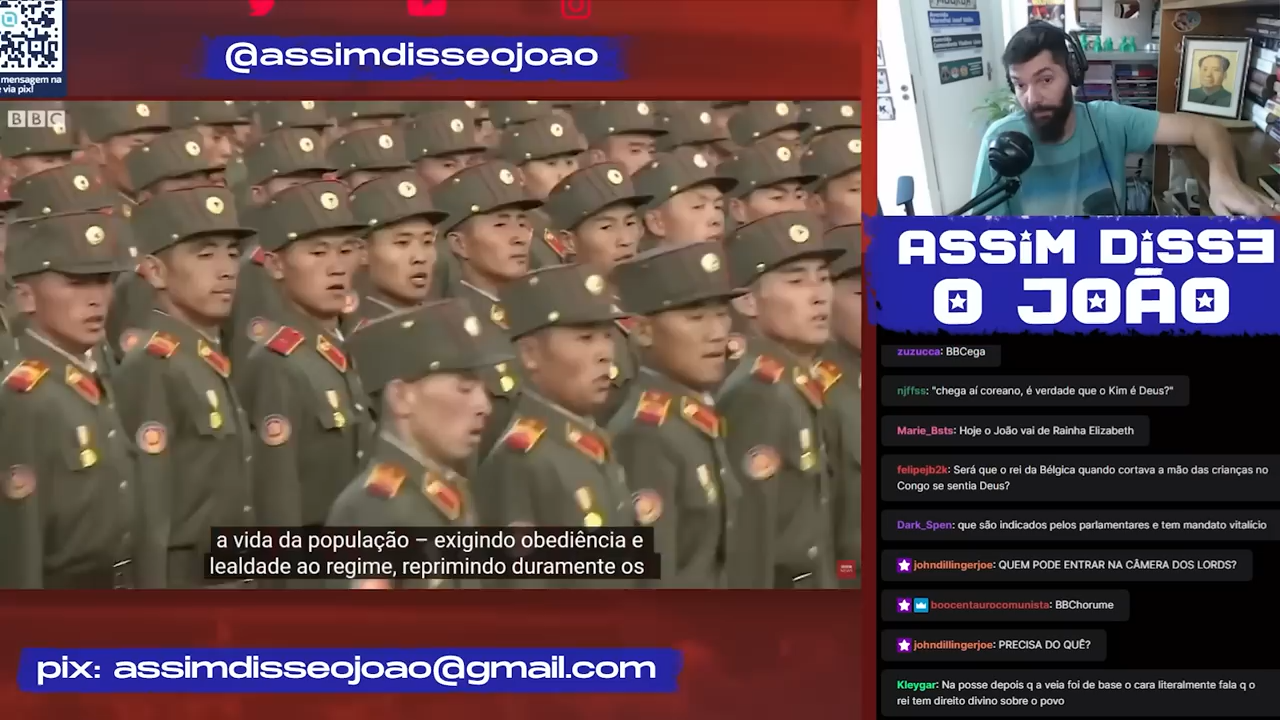 mensagem na
via pix!
@assimdisseojoao
BBC
a vida da população – exigindo obediência e
lealdade ao regime, reprimindo duramente os
pix: assimdisseojoao@gmail.com
ASSIM DISSE
O JOÃO
zuzucca: BBCega
njffss: "chega aí coreano, é verdade que o Kim é Deus?"
Marie_Bsts: Hoje o João vai de Rainha Elizabeth
felipejb2k: Será que o rei da Bélgica quando cortava a mão das crianças no
Congo se sentia Deus?
Dark_Spen: que são indicados pelos parlamentares e tem mandato vitalício
johndillingerjoe: QUEM PODE ENTRAR NA CÂMERA DOS LORDS?
boocentaurocomunista: BBChorume
johndillingerjoe: PRECISA DO QUÊ?
Kleygar: Na posse depois q a veia foi de base o cara literalmente fala q o
rei tem direito divino sobre o povo